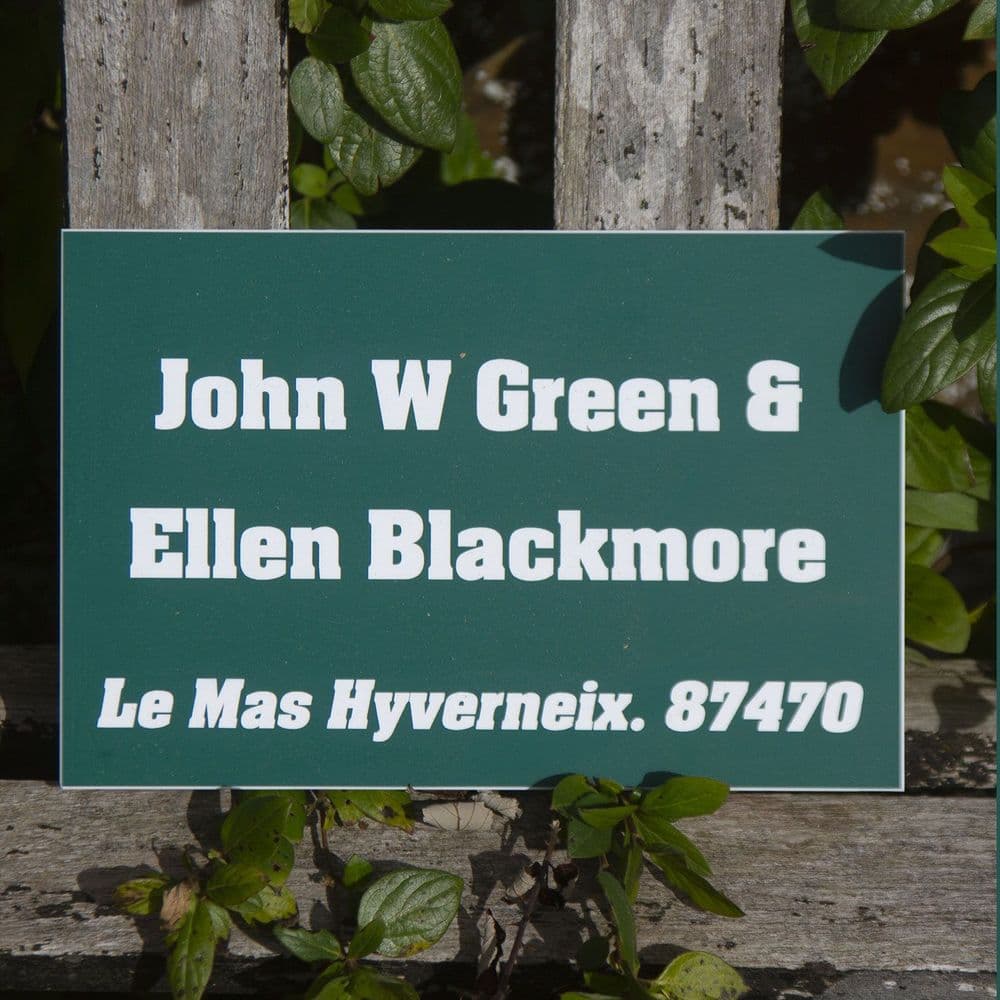 John W Green &
Ellen Blackmore
Le Mas Hyverneix. 87470